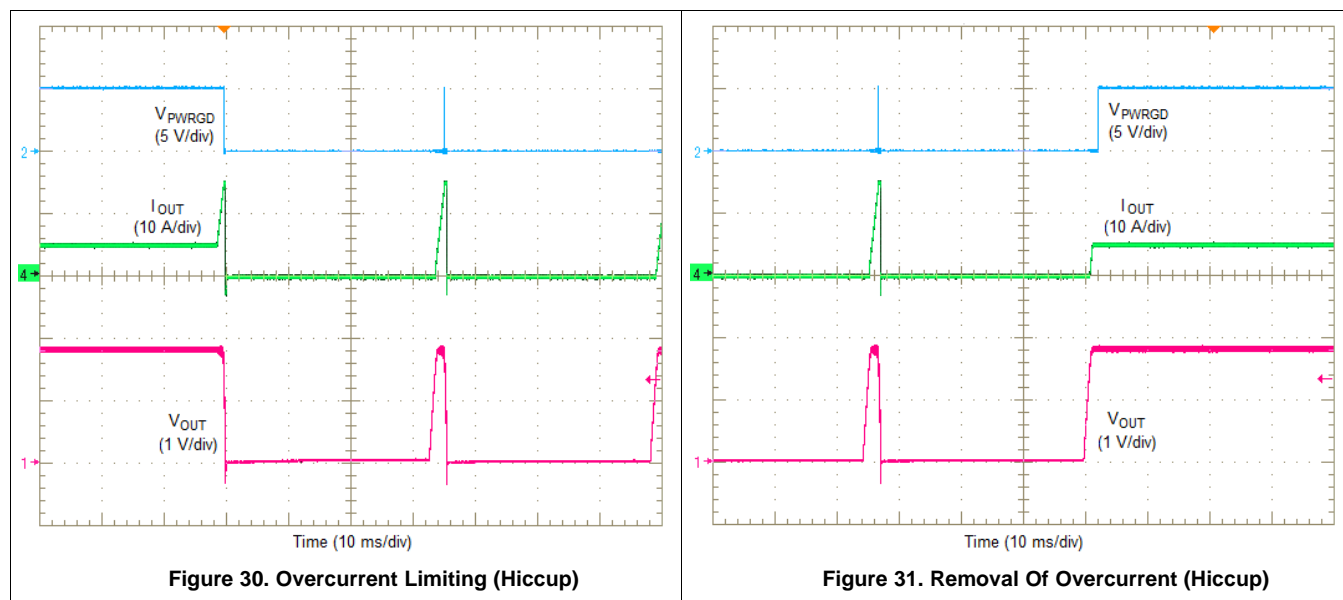 VPWRGD
(5 V/div)
2
IOUT
(10 A/div)
4
VOUT
(1 V/div)
1
Time (10 ms/div)
Figure 30. Overcurrent Limiting (Hiccup)
VPWRGD
(5 V/div)
2
IOUT
(10 A/div)
4
VOUT
(1 V/div)
1
Time (10 ms/div)
Figure 31. Removal Of Overcurrent (Hiccup)